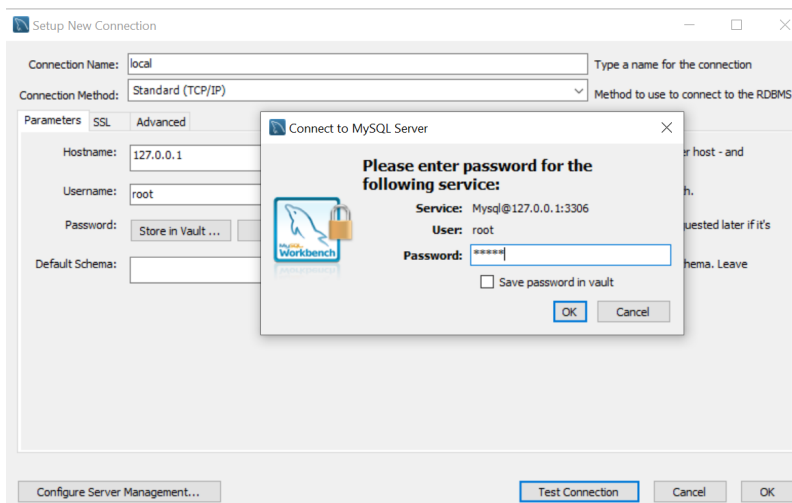 Setup New Connection
Connection Name: local Type a name for the connection
Connection Method: Standard (TCP/IP) Method to use to connect to the RDBMS
Parameters SSL Advanced
Connect to MySQL Server
Hostname: 127.0.0.1 host - and
Please enter password for the
following service:
Username: root
Service: Mysql@127.0.0.1:3306
Password: Store in Vault ... later if it's
User: root
Password: *****
Default Schema: Leave
MySQL
Workbench
Save password in vault
OK Cancel
Configure Server Management... Test Connection Cancel OK